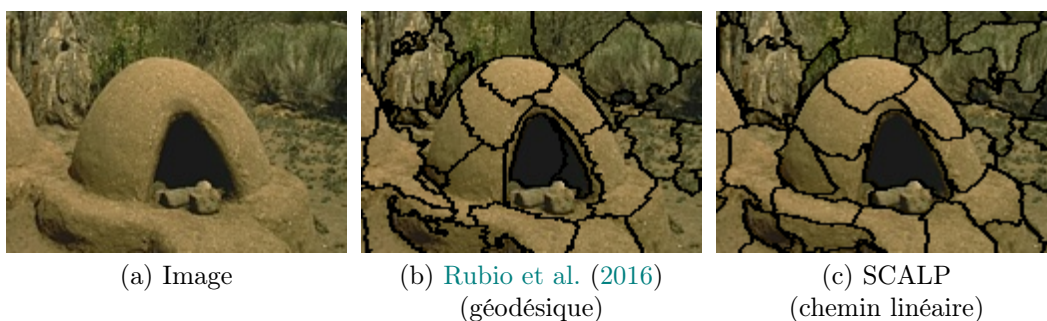 (a) Image
(b) Rubio et al. (2016)
(géodésique)
(c) SCALP
(chemin linéaire)